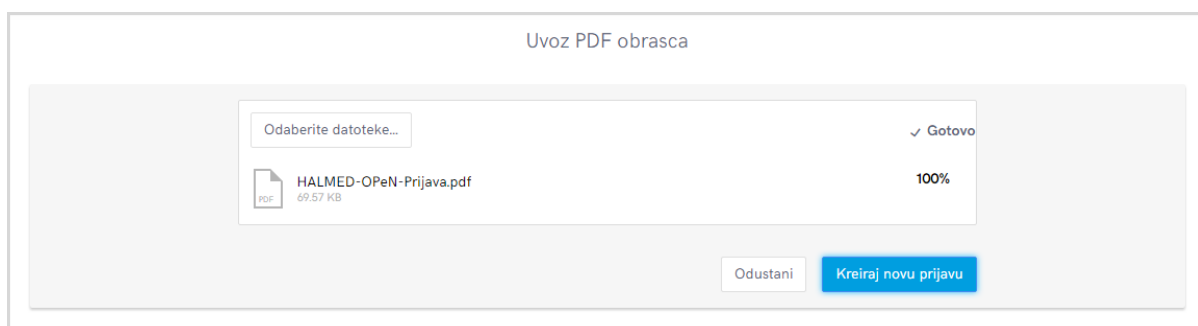 Uvoz PDF obrasca
Odaberite datoteke...
Gotovo
HALMED-OPeN-Prijava.pdf
100%
PDF
69.57 KB
Odustani
Kreiraj novu prijavu